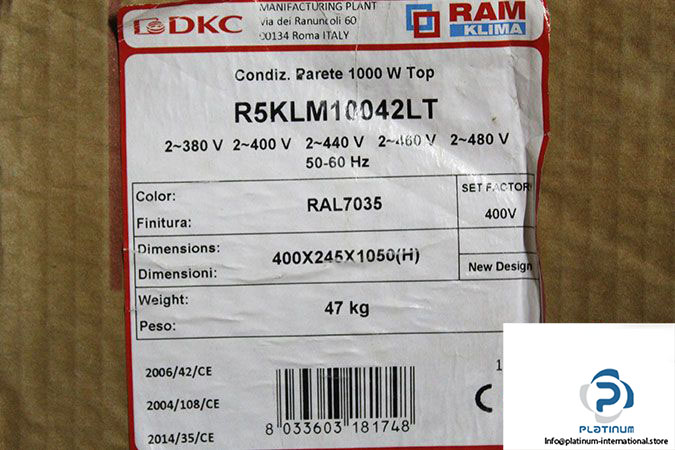 DKC
MANUFACTURING PLANT
Via dei Ranuncoli 60
00134 Roma ITALY
RAM
KLIMA
Condiz. Parete 1000 W Top
R5KLM10042LT
2~380 V 2~400 V 2~440 V 2~460 V 2~480 V
50-60 Hz
Color:
Finitura:
RAL7035
SET FACTOR
400V
Dimensions:
Dimensioni:
400X245X1050(H)
New Design
Weight:
Peso:
47 kg
2006/42/CE
2004/108/CE
2014/35/CE
8 033603 181748
1
CE
PLATINUM
info@platinum-international.store